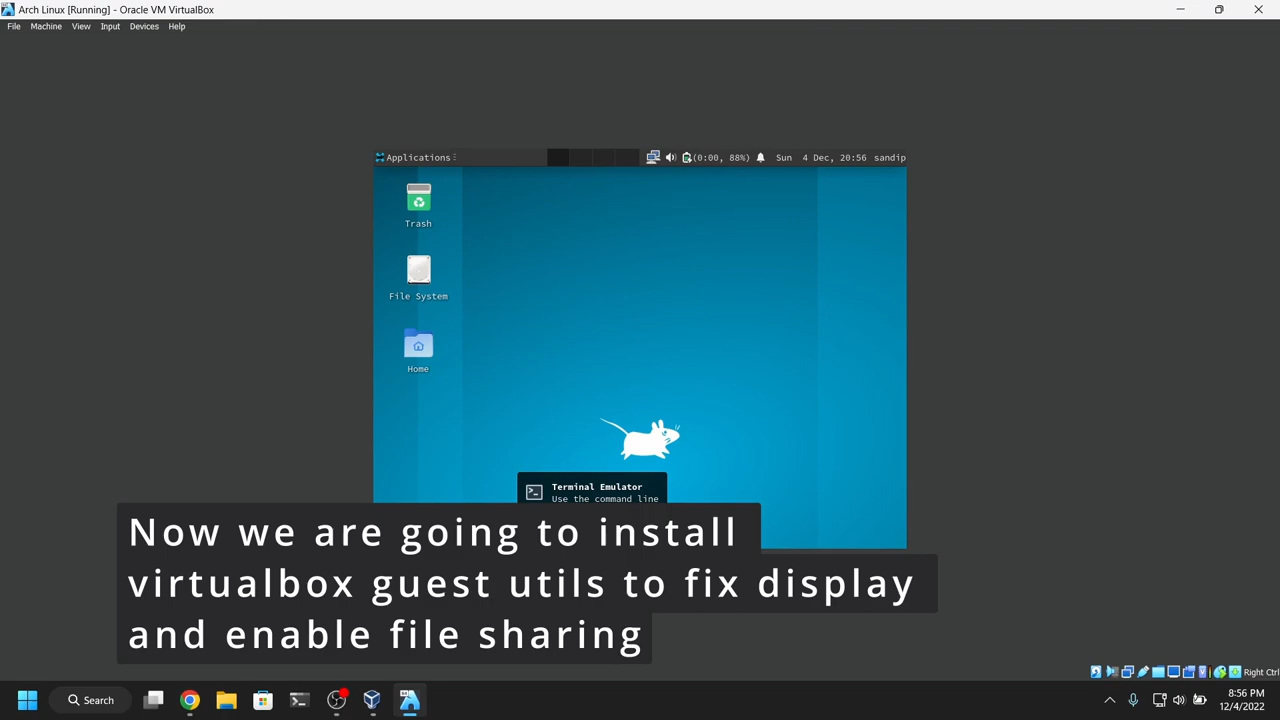 Arch Linux [Running] - Oracle VM VirtualBox
File Machine View Input Devices Help
Applications (0:00, 88%) Sun 4 Dec, 20:56 sandip
Trash
File System
Home
Terminal Emulator
Use the command line
Now we are going to install
virtualbox guest utils to fix display
and enable file sharing
Right Ctrl
Search
8:56 PM
12/4/2022